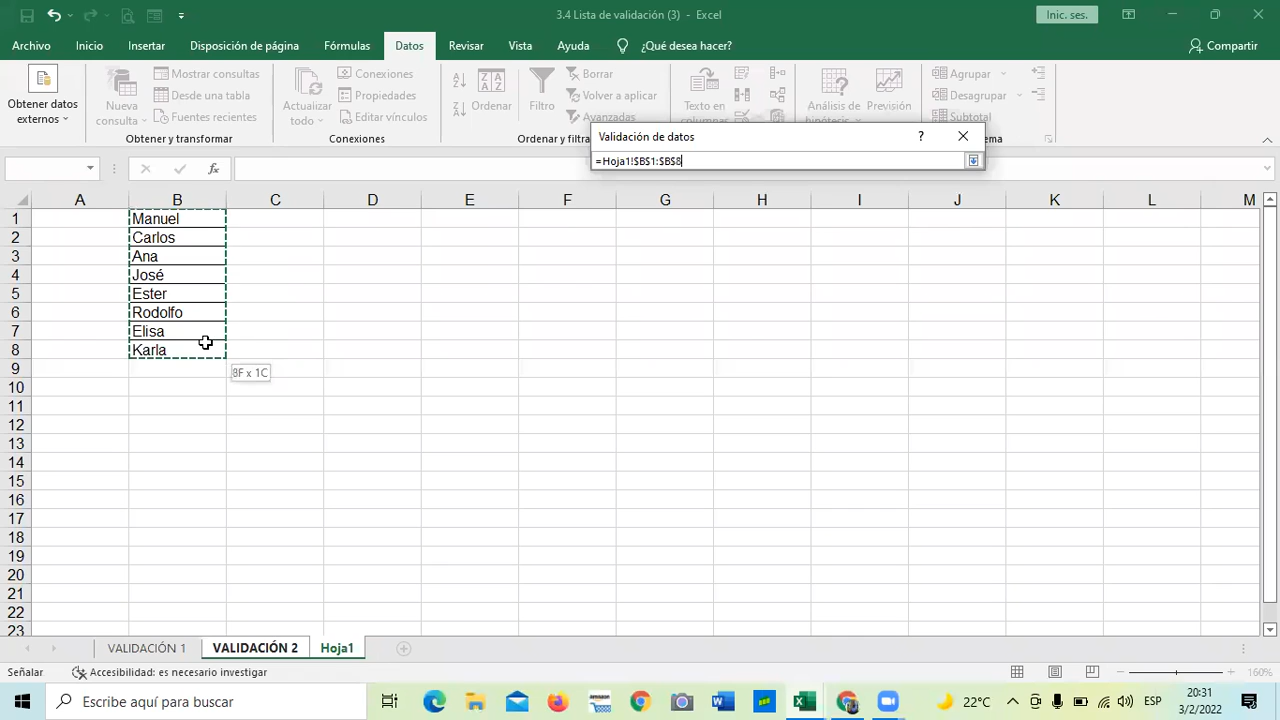 3.4 Lista de validación (3) - Excel
Inic. ses.
Archivo Inicio Insertar Disposición de página Fórmulas Datos Revisar Vista Ayuda ¿Qué desea hacer? Compartir
Obtener datos externos
Nueva consulta
Mostrar consultas
Desde una tabla
Fuentes recientes
Obtener y transformar
Actualizar todo
Conexiones
Propiedades
Editar vínculos
Conexiones
Ordenar
Filtro
Borrar
Volver a aplicar
Avanzadas
Ordenar y filtra
Texto en
Análisis de
Previsión
Agrupar
Desagrupar
Subtotal
Validación de datos ?
=Hoja1!$B$1:$B$8
fx
A B C D E F G H I J K L M
1 Manuel
2 Carlos
3 Ana
4 José
5 Ester
6 Rodolfo
7 Elisa
8 Karla
9
8F x 1C
10
11
12
13
14
15
16
17
18
19
20
21
22
23
VALIDACIÓN 1 VALIDACIÓN 2 Hoja1
Señalar Accesibilidad: es necesario investigar 160%
Escribe aquí para buscar
22°C ESP
20:31
3/2/2022